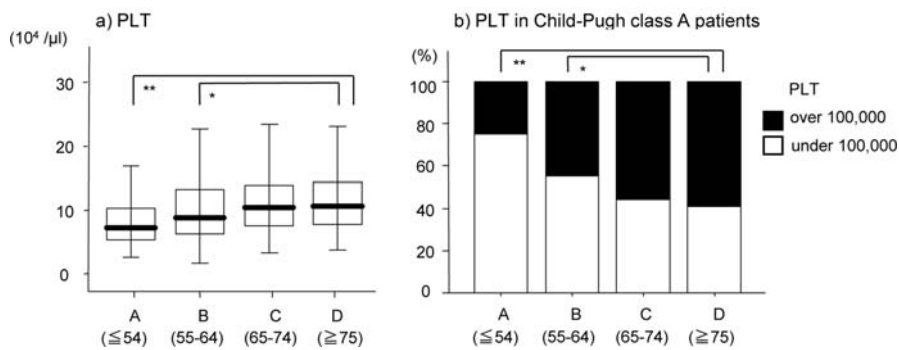 a) PLT
(10⁴ /μl)
30
20
10
0
**
*
A B C D
(≦54) (55-64) (65-74) (≧75)
b) PLT in Child-Pugh class A patients
(%)
100
80
60
40
20
0
**
*
A B C D
(≦54) (55-64) (65-74) (≧75)
PLT
over 100,000
under 100,000